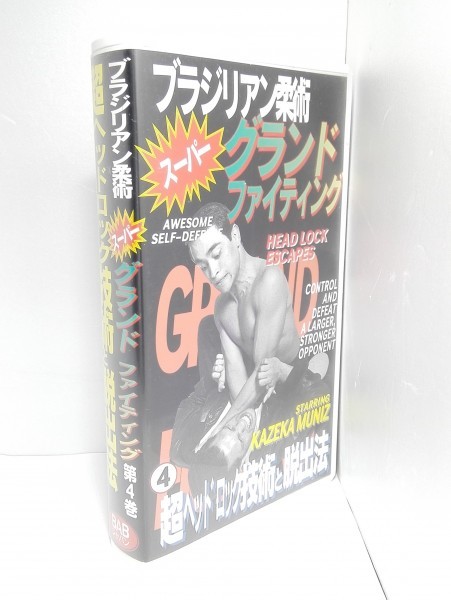 ブラジリアン柔術
スーパー
グランド
ファイティング
AWESOME
SELF-DEFENSE
HEAD LOCK
ESCAPES
CONTROL
AND
DEFEAT
A LARGER,
STRONGER
OPPONENT
STARRING
KAZEKA MUNIZ
4
超ヘッドロック技術と脱出法
ブラジリアン柔術
スーパー
グランド ファイティング 第4巻
超ヘッドロック技術と脱出法
BAB